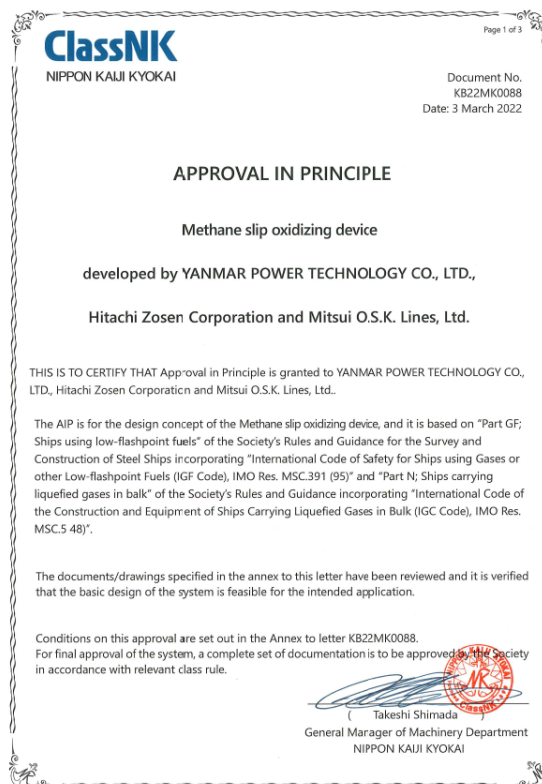 Page 1 of 3
ClassNK
NIPPON KAIJI KYOKAI
Document No.
KB22MK0088
Date: 3 March 2022
APPROVAL IN PRINCIPLE
Methane slip oxidizing device
developed by YANMAR POWER TECHNOLOGY CO., LTD.,
Hitachi Zosen Corporation and Mitsui O.S.K. Lines, Ltd.
THIS IS TO CERTIFY THAT Approval in Principle is granted to YANMAR POWER TECHNOLOGY CO.,
LTD., Hitachi Zosen Corporation and Mitsui O.S.K. Lines, Ltd..
The AIP is for the design concept of the Methane slip oxidizing device, and it is based on "Part GF;
Ships using low-flashpoint fuels" of the Society's Rules and Guidance for the Survey and
Construction of Steel Ships incorporating "International Code of Safety for Ships using Gases or
other Low-flashpoint Fuels (IGF Code), IMO Res. MSC.391 (95)" and "Part N; Ships carrying
liquefied gases in balk" of the Society's Rules and Guidance incorporating "International Code of
the Construction and Equipment of Ships Carrying Liquefied Gases in Bulk (IGC Code), IMO Res.
MSC.5 48)".
The documents/drawings specified in the annex to this letter have been reviewed and it is verified
that the basic design of the system is feasible for the intended application.
Conditions on this approval are set out in the Annex to letter KB22MK0088.
For final approval of the system, a complete set of documentation is to be approved by the Society
in accordance with relevant class rule.
NIPPON KAIJI KYOKAI
NK
ClassNK
( Takeshi Shimada )
General Manager of Machinery Department
NIPPON KAIJI KYOKAI